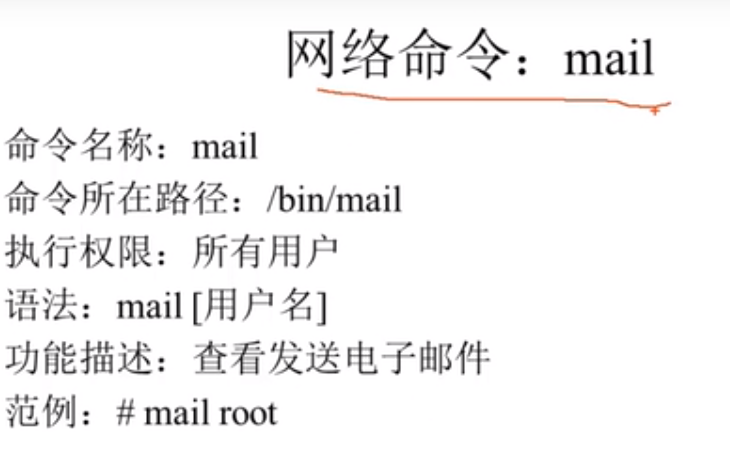 网络命令：mail
命令名称：mail
命令所在路径：/bin/mail
执行权限：所有用户
语法：mail [用户名]
功能描述：查看发送电子邮件
范例：# mail root